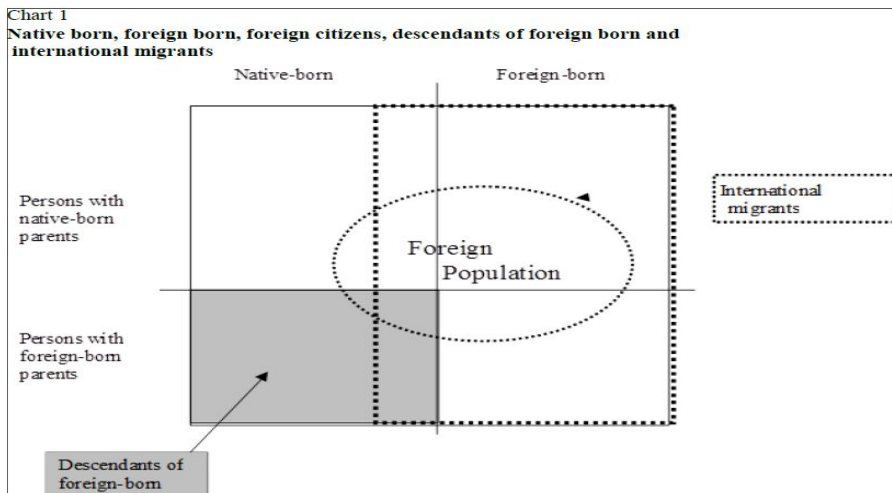 Chart 1
Native born, foreign born, foreign citizens, descendants of foreign born and
international migrants
Native-born
Foreign-born
Persons with
native-born
parents
International
migrants
Foreign
Population
Persons with
foreign-born
parents
Descendants of
foreign-born